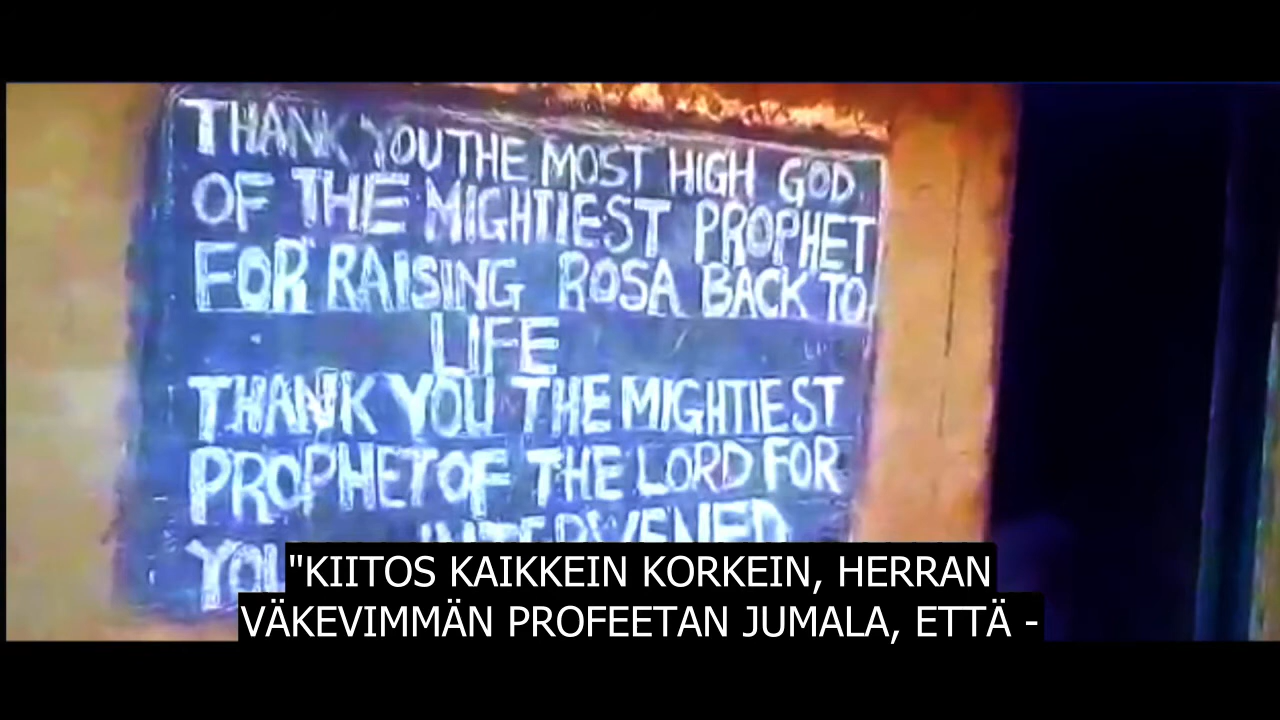 THANK YOU THE MOST HIGH GOD
OF THE MIGHTIEST PROPHET
FOR RAISING ROSA BACK TO
LIFE
THANK YOU THE MIGHTIEST
PROPHET OF THE LORD FOR
INTERVENED
"KIITOS KAIKKEIN KORKEIN, HERRAN
VÄKEVIMMÄN PROFEETAN JUMALA, ETTÄ -